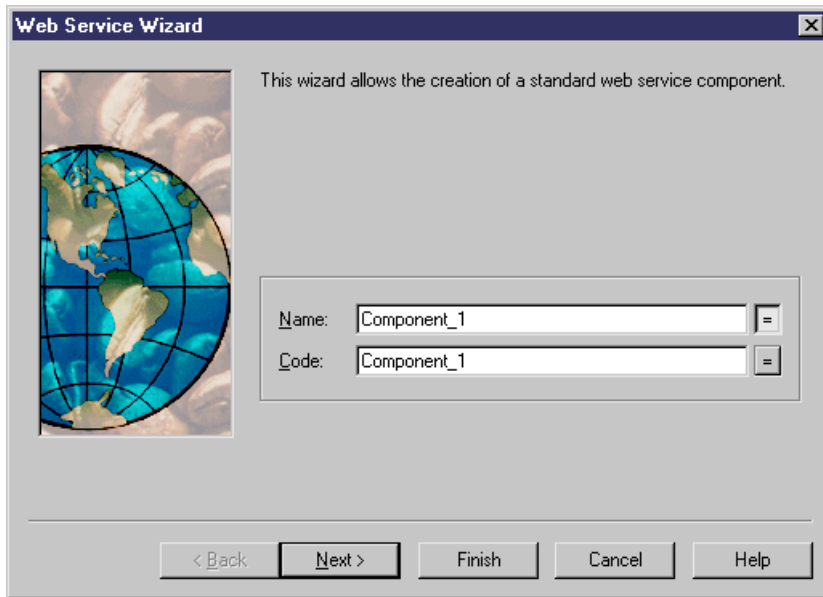 Web Service Wizard
This wizard allows the creation of a standard web service component.
Name: Component_1 =
Code: Component_1 =
< Back Next > Finish Cancel Help